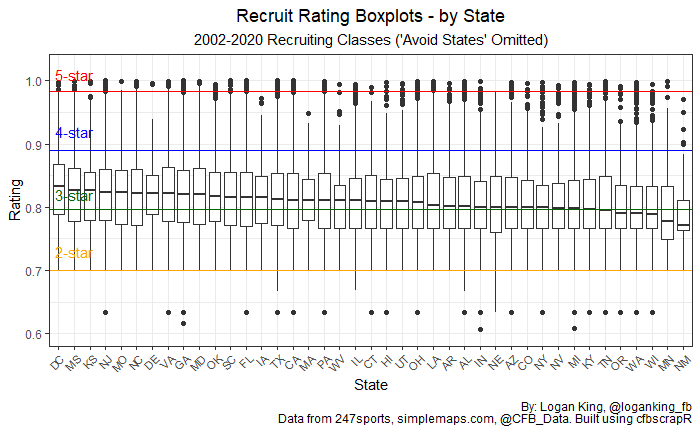 Recruit Rating Boxplots - by State
2002-2020 Recruiting Classes ('Avoid States' Omitted)
1.0
0.9
0.8
0.7
0.6
Rating
5-star
4-star
3-star
2-star
DC MS KS NJ MO NC DE VA GA MD OK SC FL IA TX CA MA PA WV IL CT HI UT OH LA AR AL IN NE AZ CO NY NV MI KY TN OR WA WI MN NM
State
By: Logan King, @loganking_fb
Data from 247sports, simplemaps.com, @CFB_Data. Built using cfbscrapR